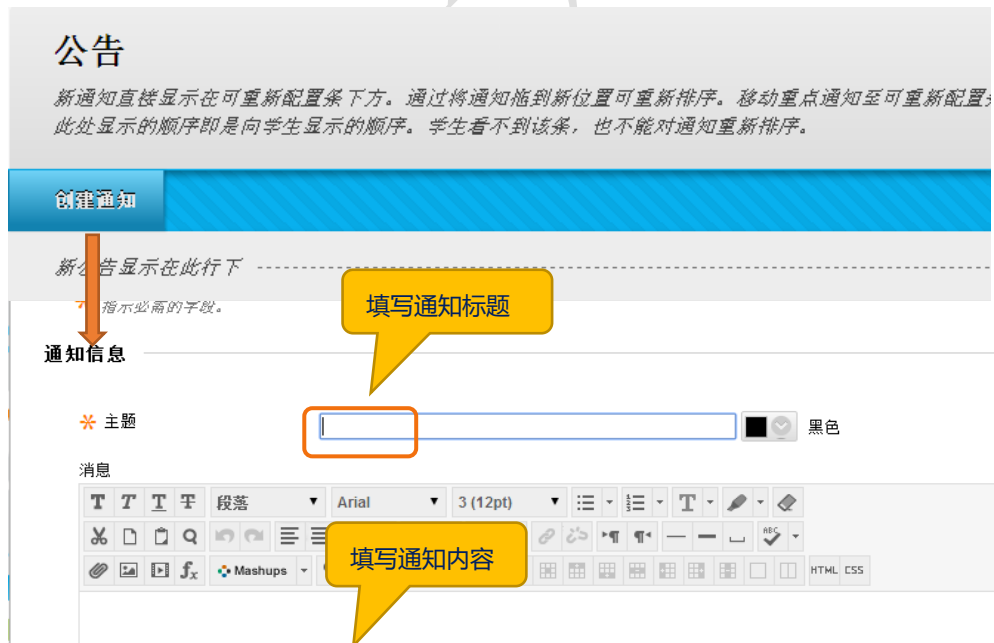 公告
新通知直接显示在可重新配置条下方。通过将通知拖到新位置可重新排序。移动重点通知至可重新配置
此处显示的顺序即是向学生显示的顺序。学生看不到该条，也不能对通知重新排序。
创建通知
新公告显示在此行下
填写通知标题
指示必需的字段。
通知信息
主题
黑色
消息
T T T T 段落 Arial 3 (12pt) T
ABC
填写通知内容
fx Mashups HTML CSS